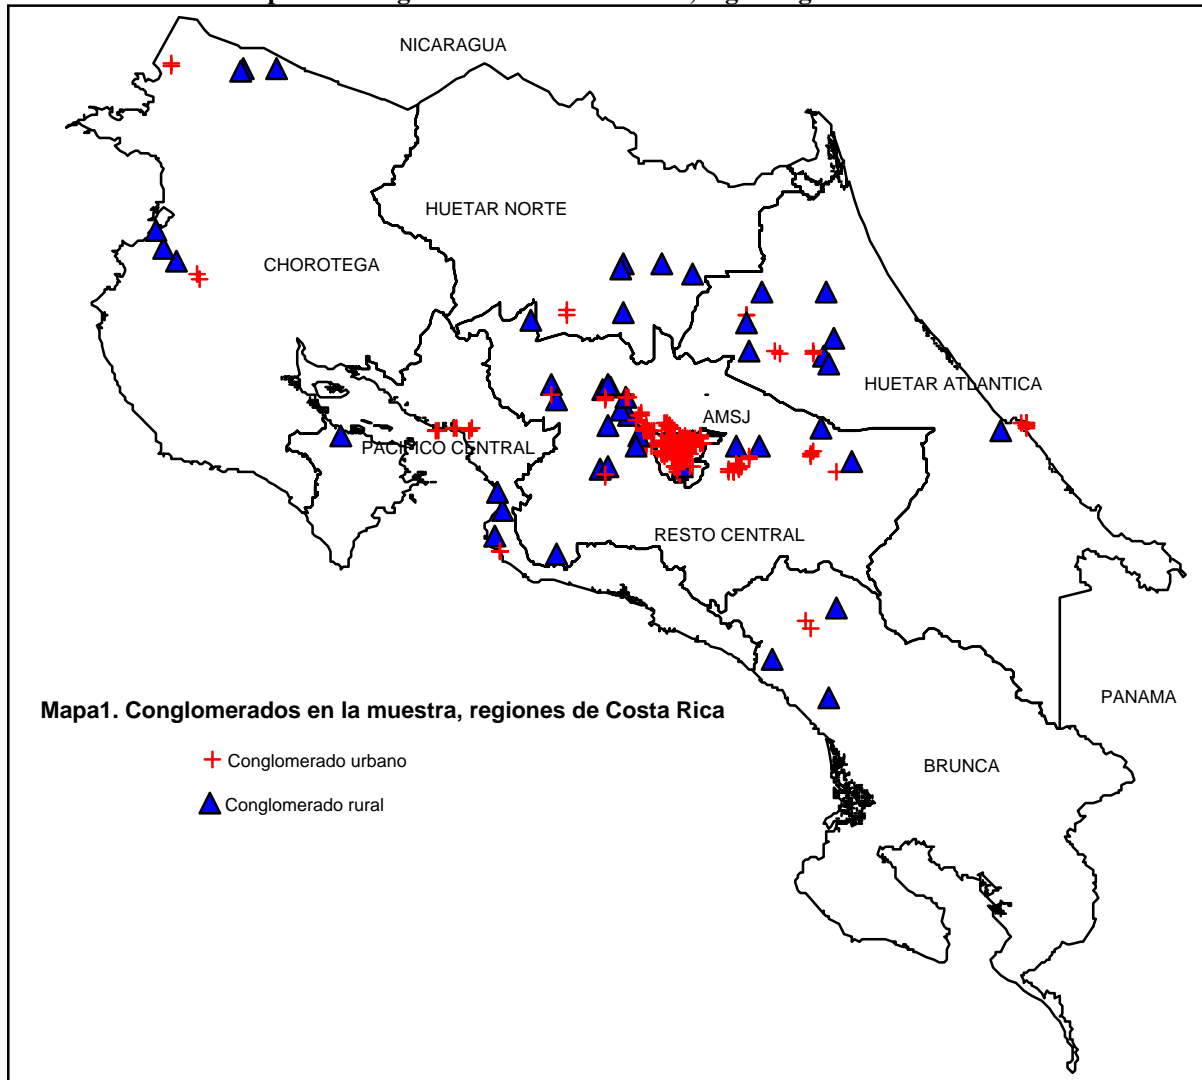 NICARAGUA
HUETAR NORTE
CHOROTEGA
HUETAR ATLANTICA
AMSJ
PACIFICO CENTRAL
RESTO CENTRAL
PANAMA
Mapa1. Conglomerados en la muestra, regiones de Costa Rica
Conglomerado urbano
BRUNCA
Conglomerado rural